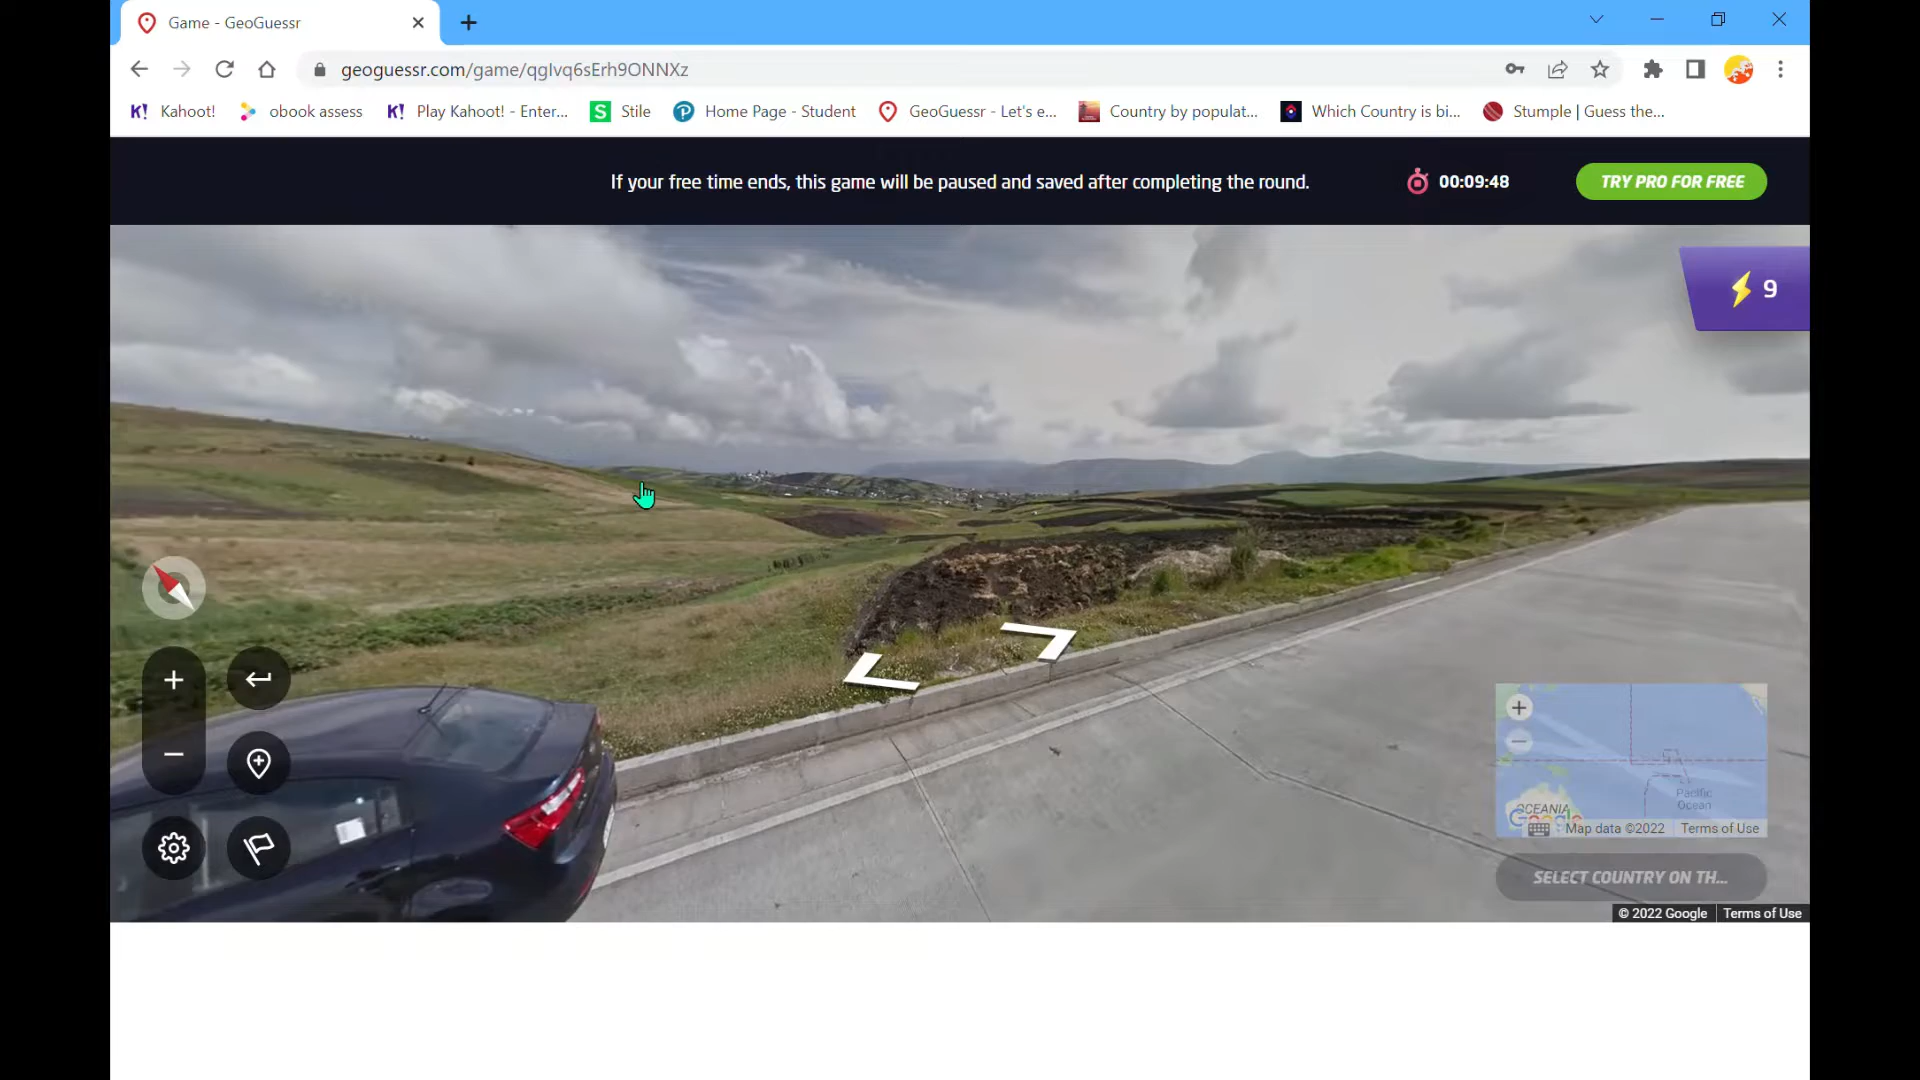 Game - GeoGuessr
geoguessr.com/game/qgIvq6sErh9ONNXz
K! Kahoot!
obook assess
K! Play Kahoot! - Enter...
S Stile
P Home Page - Student
GeoGuessr - Let's e...
Country by populat...
Which Country is bi...
Stumple | Guess the...
If your free time ends, this game will be paused and saved after completing the round.
00:09:48
TRY PRO FOR FREE
9
OCEANIA
Pacific
Ocean
Google
Map data ©2022
Terms of Use
SELECT COUNTRY ON TH...
© 2022 Google
Terms of Use